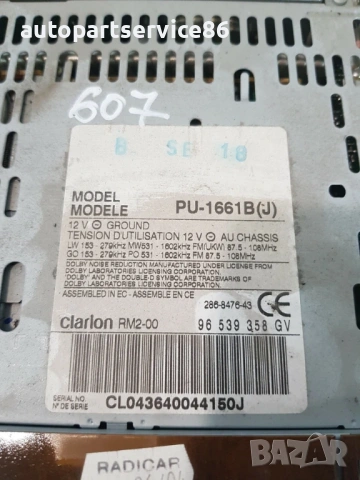 @autopartservice86
607
B SE 18
MODEL
MODELE PU-1661B(J)
12 V ⊖ GROUND
TENSION D'UTILISATION 12 V ⊖ AU CHASSIS
LW 153 - 279kHz MW531 - 1602kHz FM(UKW) 87.5 - 108MHz
GO 153 - 279kHz PO 531 - 1602kHz FM 87.5 - 108MHz
DOLBY NOISE REDUCTION MANUFACTURED UNDER LICENSE FROM
DOLBY LABORATORIES LICENSING CORPORATION.
"DOLBY" AND THE DOUBLE-D SYMBOL ARE TRADEMARKS OF
DOLBY LABORATORIES LICENSING CORPORATION.
ASSEMBLED IN EC - ASSEMBLE EN CE
286-8476-43 CE
clarion RM2-00 96 539 358 GV
SERIAL NO.
N° DE SERIE CL043640044150J
RADICAR
BAZAR